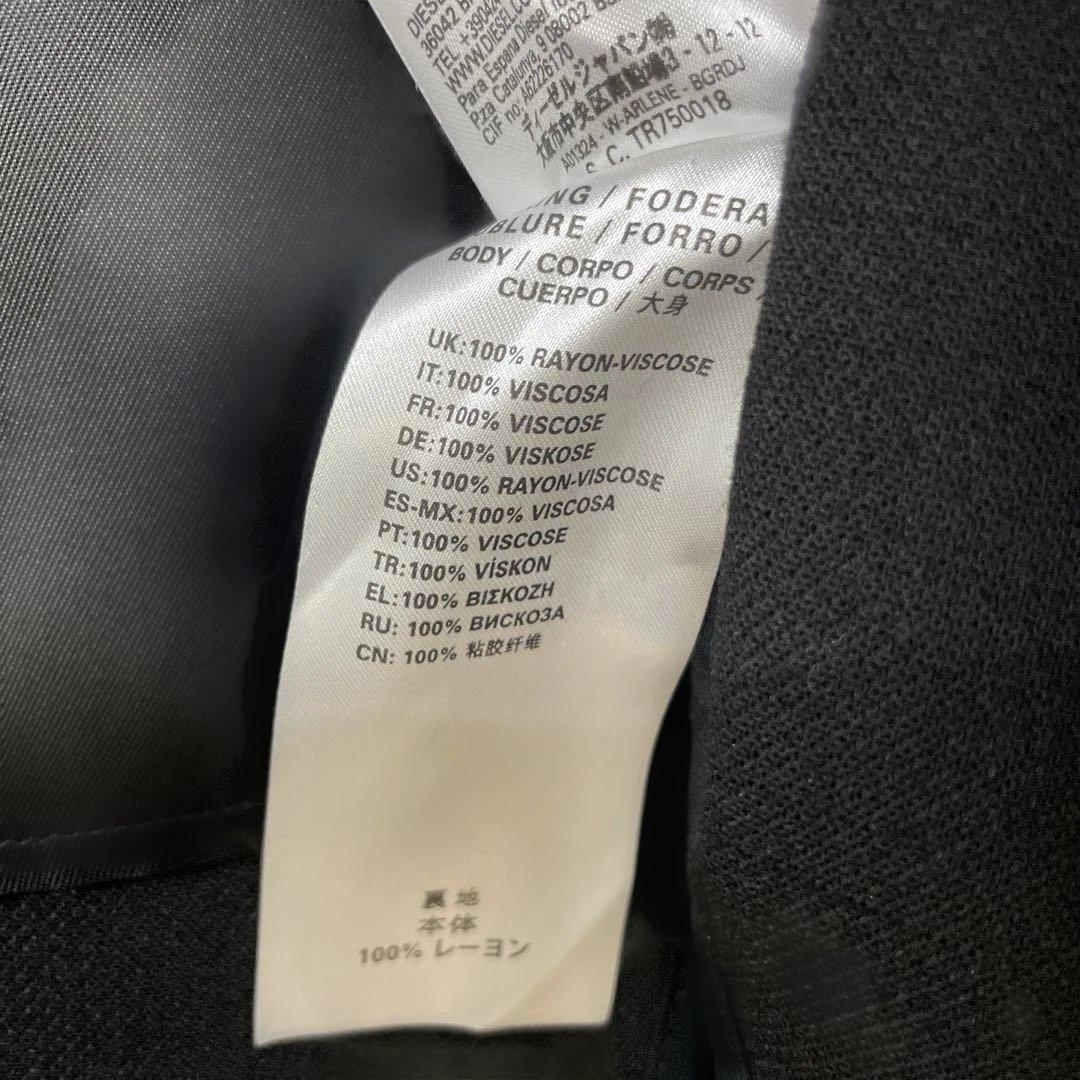 DIESEL
36042 B
TEL. +39042
WWW.DIESEL.CO
Para Espana Diesel Ib
Pza Catalunya, 9 08002 B
CIF no: A62226170
ディーゼルジャパン㈱
大阪市中央区南船場3-12-12
A01324 - W-ARLENE - BGRDJ
S. C. TR750018
NG / FODERA
BLURE / FORRO /
BODY / CORPO / CORPS /
CUERPO / 大身
UK:100% RAYON-VISCOSE
IT:100% VISCOSA
FR:100% VISCOSE
DE:100% VISKOSE
US:100% RAYON-VISCOSE
ES-MX:100% VISCOSA
PT:100% VISCOSE
TR:100% VİSKON
EL:100% ΒΙΣΚΟΖΗ
RU: 100% ВИСКОЗА
CN: 100% 粘胶纤维
裏地
本体
100% レーヨン